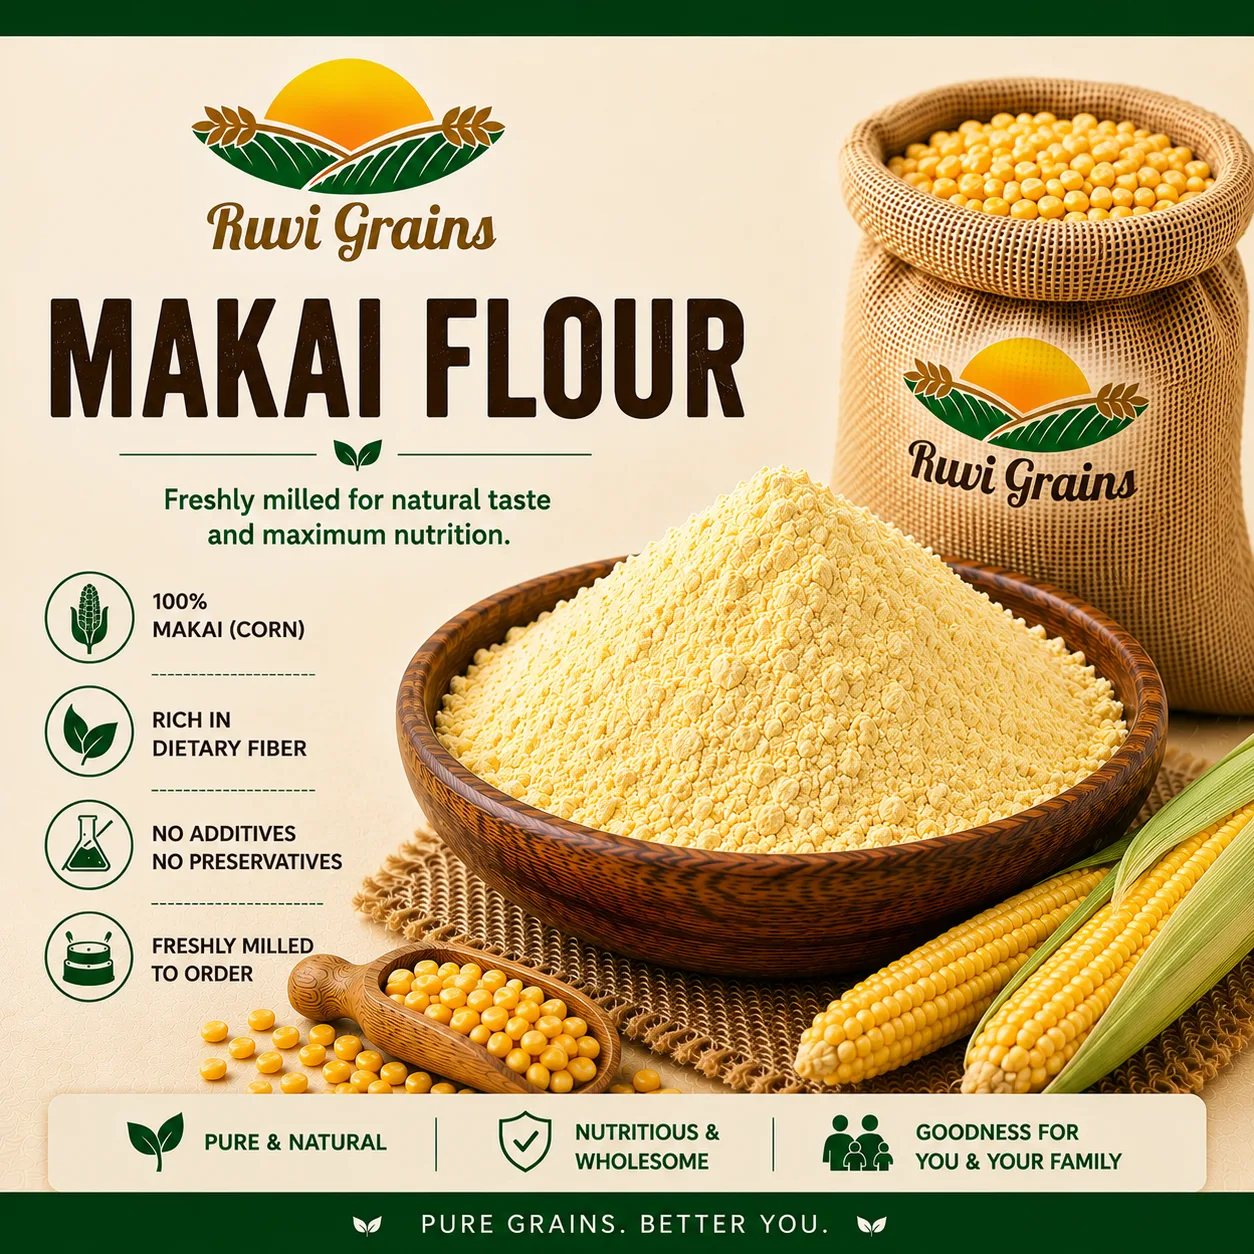 Ruvi Grains
MAKAI FLOUR
Freshly milled for natural taste
and maximum nutrition.
100%
MAKAI (CORN)
RICH IN
DIETARY FIBER
NO ADDITIVES
NO PRESERVATIVES
FRESHLY MILLED
TO ORDER
Ruvi Grains
PURE & NATURAL
NUTRITIOUS &
WHOLESOME
GOODNESS FOR
YOU & YOUR FAMILY
PURE GRAINS. BETTER YOU.